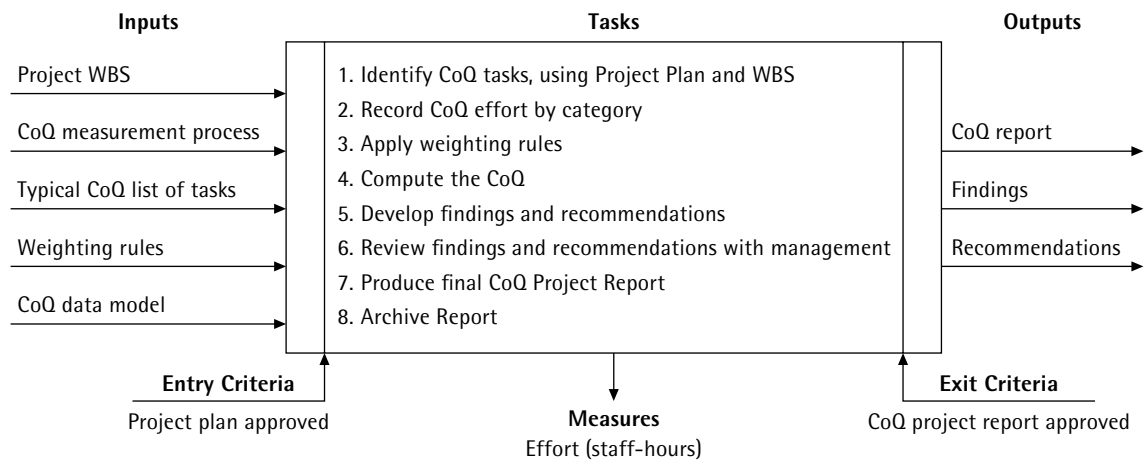 Inputs
Tasks
Outputs
Project WBS
CoQ measurement process
Typical CoQ list of tasks
Weighting rules
CoQ data model
1. Identify CoQ tasks, using Project Plan and WBS
2. Record CoQ effort by category
3. Apply weighting rules
4. Compute the CoQ
5. Develop findings and recommendations
6. Review findings and recommendations with management
7. Produce final CoQ Project Report
8. Archive Report
CoQ report
Findings
Recommendations
Entry Criteria
Project plan approved
Measures
Effort (staff-hours)
Exit Criteria
CoQ project report approved